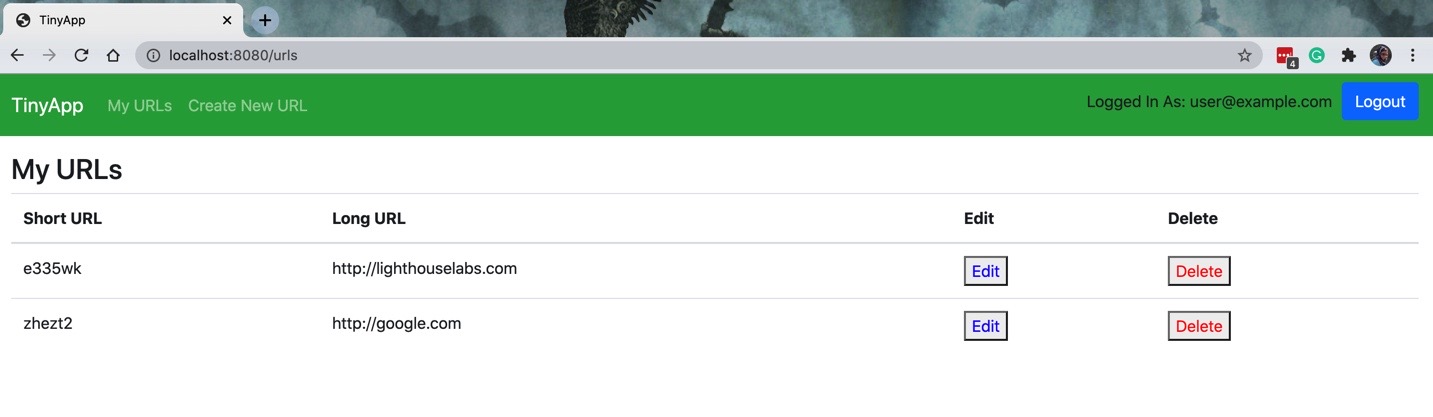 TinyApp
localhost:8080/urls
4
TinyApp My URLs Create New URL Logged In As: user@example.com Logout
My URLs
Short URL Long URL Edit Delete
e335wk http://lighthouselabs.com Edit Delete
zhezt2 http://google.com Edit Delete